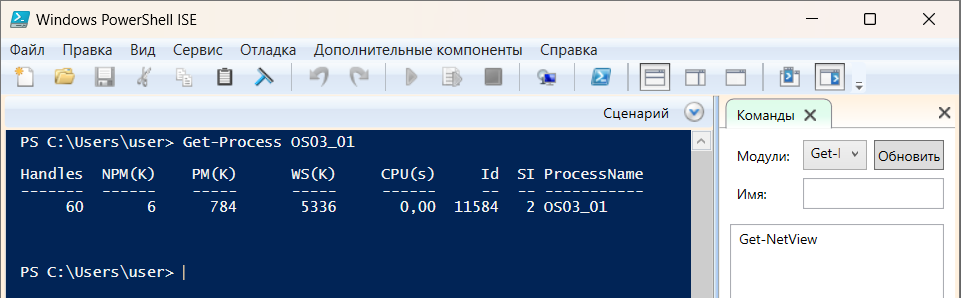 Windows PowerShell ISE
Файл Правка Вид Сервис Отладка Дополнительные компоненты Справка
Сценарий
PS C:\Users\user> Get-Process OS03_01
Handles NPM(K) PM(K) WS(K) CPU(s) Id SI ProcessName
------- ------ ----- ----- ------ -- -- -----------
60 6 784 5336 0,00 11584 2 OS03_01
PS C:\Users\user>
Команды
Модули: Get-I Обновить
Имя:
Get-NetView